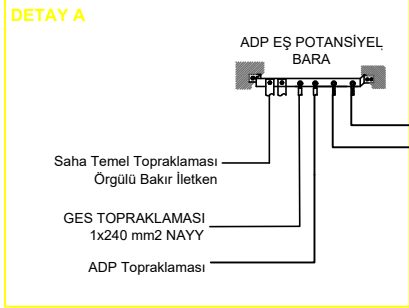 DETAY A
ADP EŞ POTANSİYEL
BARA
Saha Temel Topraklaması
Örgülü Bakır İletken
GES TOPRAKLAMASI
1x240 mm2 NAYY
ADP Topraklaması